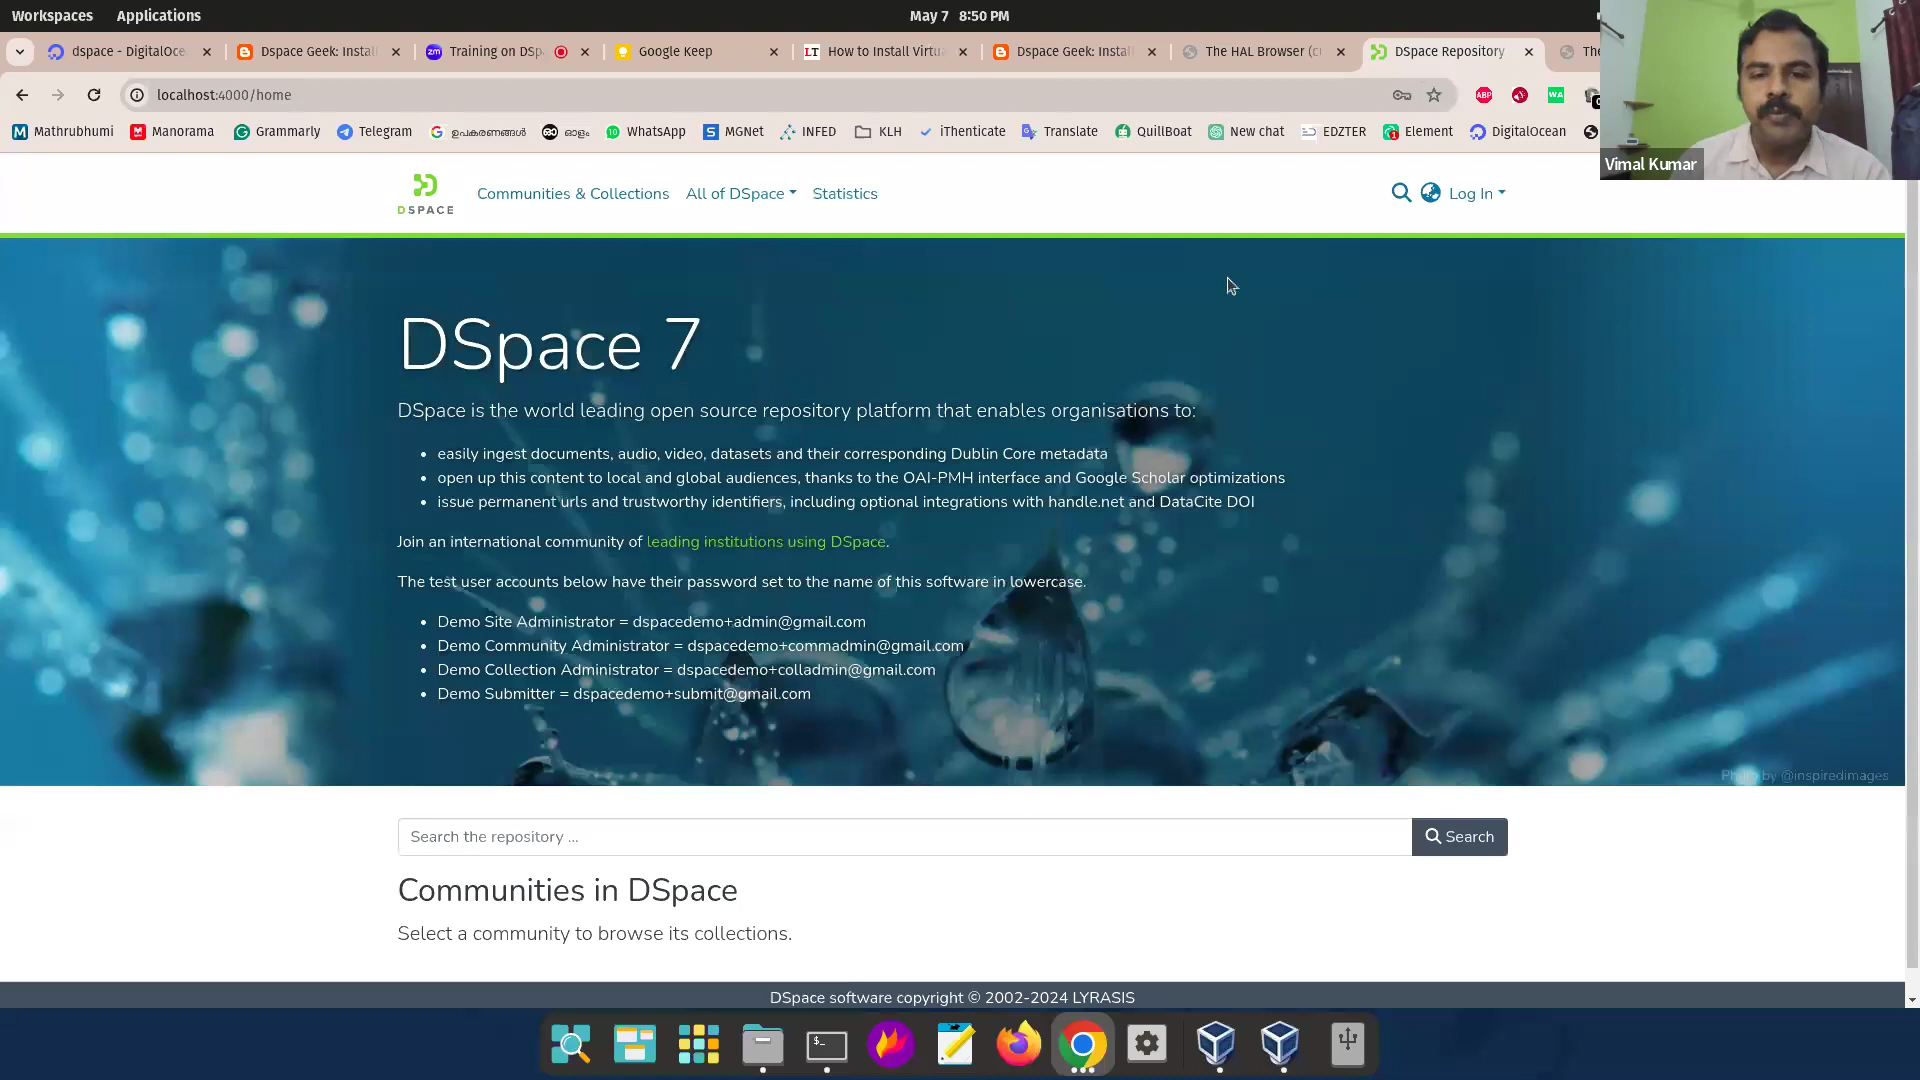 Workspaces Applications May 7 8:50 PM
dspace - DigitalOce Dspace Geek: Instal zm Training on DSp Google Keep LT How to Install Virtu Dspace Geek: Instal The HAL Browser (c DSpace Repository
localhost:4000/home ABP WA
M Mathrubhumi M Manorama Grammarly Telegram G ഉപകരണങ്ങൾ ഓളം WhatsApp S MGNet INFED KLH iThenticate Translate QuillBoat New chat EDZTER Element DigitalOcean
Vimal Kumar
DSPACE Communities & Collections All of DSpace Statistics Log In
DSpace 7
DSpace is the world leading open source repository platform that enables organisations to:
easily ingest documents, audio, video, datasets and their corresponding Dublin Core metadata
open up this content to local and global audiences, thanks to the OAI-PMH interface and Google Scholar optimizations
issue permanent urls and trustworthy identifiers, including optional integrations with handle.net and DataCite DOI
Join an international community of leading institutions using DSpace.
The test user accounts below have their password set to the name of this software in lowercase.
Demo Site Administrator = dspacedemo+admin@gmail.com
Demo Community Administrator = dspacedemo+commadmin@gmail.com
Demo Collection Administrator = dspacedemo+colladmin@gmail.com
Demo Submitter = dspacedemo+submit@gmail.com
Photo by @inspiredimages
Search the repository ... Search
Communities in DSpace
Select a community to browse its collections.
DSpace software copyright © 2002-2024 LYRASIS